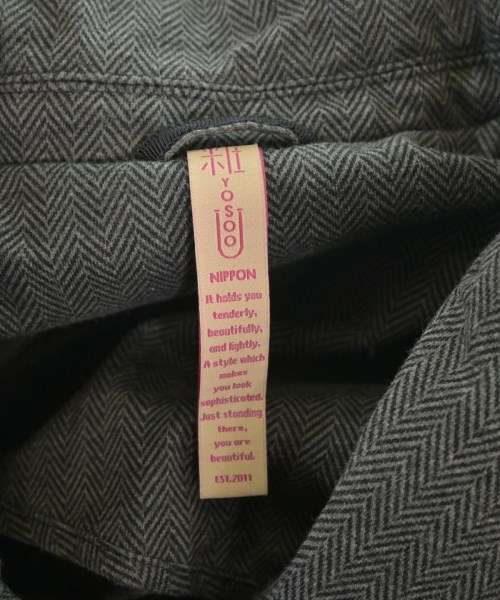 粧
YOSOO
NIPPON
It holds you
tenderly,
beautifully,
and lightly.
A style which
makes
you look
sophisticated.
Just standing
there,
you are
beautiful.
EST.2011